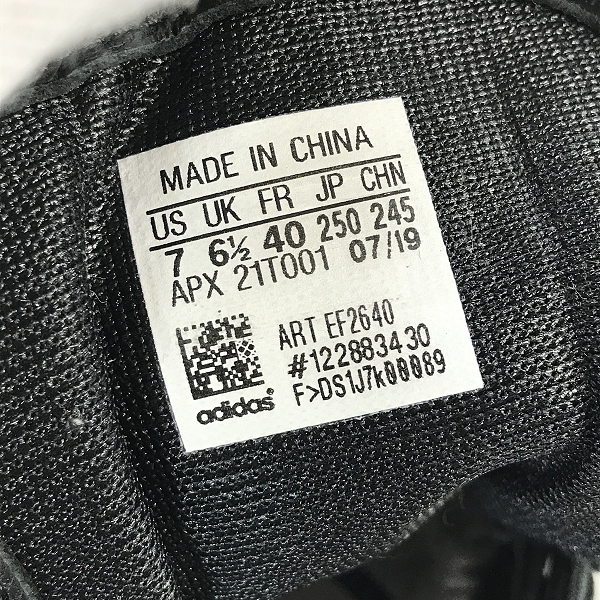 MADE IN CHINA
US UK FR JP CHN
7 6½ 40 250 245
APX 21T001 07/19
ART EF2640
#122883430
F>DS1J7K00089
adidas